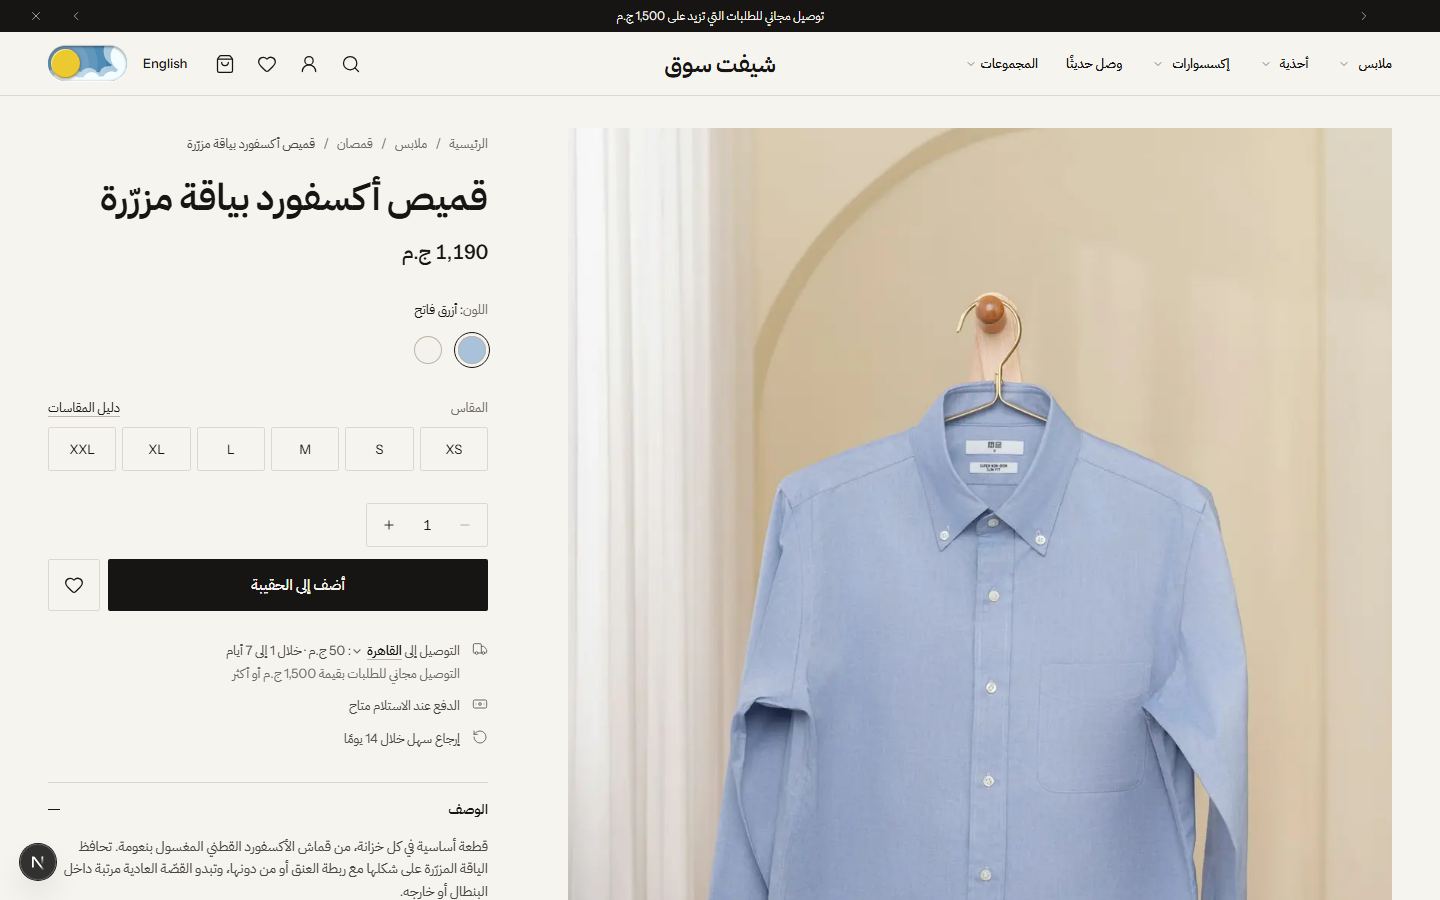 توصيل مجاني للطلبات التي تزيد على 1,500 ج.م
ملابس
أحذية
إكسسوارات
وصل حديثًا
المجموعات
شيفت سوق
English
الرئيسية / ملابس / قمصان / قميص أكسفورد بياقة مزرّرة
قميص أكسفورد بياقة مزرّرة
1,190 ج.م
اللون: أزرق فاتح
المقاس
دليل المقاسات
XS
S
M
L
XL
XXL
− 1 +
أضف إلى الحقيبة
التوصيل إلى القاهرة : 50 ج.م · خلال 1 إلى 7 أيام
التوصيل مجاني للطلبات بقيمة 1,500 ج.م أو أكثر
الدفع عند الاستلام متاح
إرجاع سهل خلال 14 يومًا
الوصف
قطعة أساسية في كل خزانة، من قماش الأكسفورد القطني المغسول بنعومة. تحافظ
الياقة المزرّرة على شكلها مع ربطة العنق أو من دونها، وتبدو القصّة العادية مرتبة داخل
البنطال أو خارجه.
SUPER NON-IRON
SLIM FIT
N